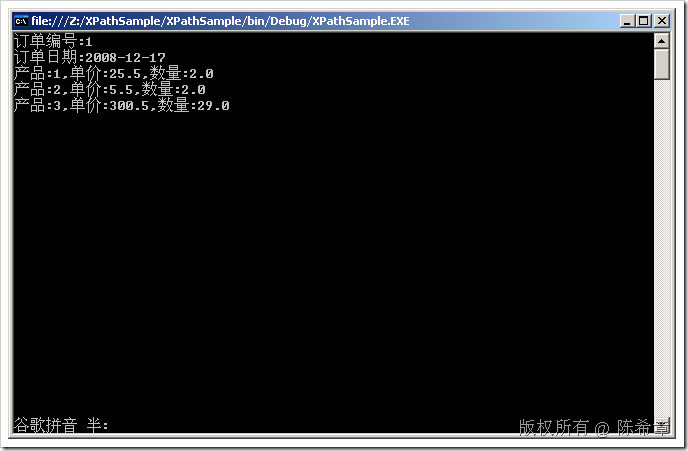 file:///Z:/XPathSample/XPathSample/bin/Debug/XPathSample.EXE
订单编号:1
订单日期:2008-12-17
产品:1,单价:25.5,数量:2.0
产品:2,单价:5.5,数量:2.0
产品:3,单价:300.5,数量:29.0
谷歌拼音 半:
版权所有 @ 陈希章